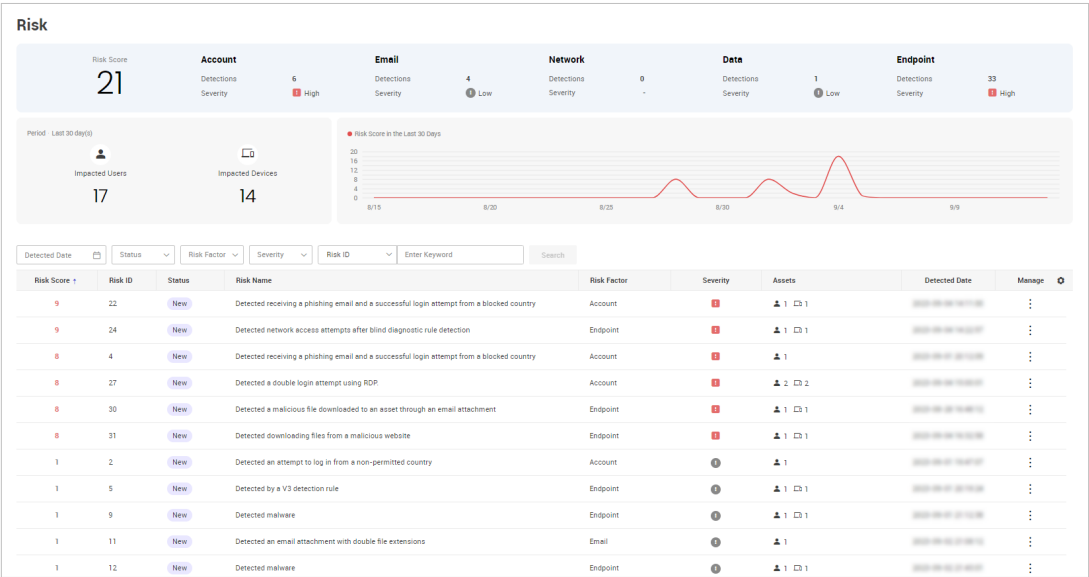 Risk
Risk Score
21
Account
Detections 6
Severity High
Email
Detections 4
Severity Low
Network
Detections 0
Severity -
Data
Detections 1
Severity Low
Endpoint
Detections 33
Severity High
Period Last 30 day(s)
Impacted Users
17
Impacted Devices
14
Risk Score in the Last 30 Days
20
16
12
8
4
0
8/15 8/20 8/25 8/30 9/4 9/9
Detected Date Status Risk Factor Severity Risk ID Enter Keyword Search
Risk Score ↑ Risk ID Status Risk Name Risk Factor Severity Assets Detected Date Manage
9 22 New Detected receiving a phishing email and a successful login attempt from a blocked country Account 1 1
9 24 New Detected network access attempts after blind diagnostic rule detection Endpoint 1 1
8 4 New Detected receiving a phishing email and a successful login attempt from a blocked country Account 1
8 27 New Detected a double login attempt using RDP. Account 2 2
8 30 New Detected a malicious file downloaded to an asset through an email attachment Endpoint 1 1
8 31 New Detected downloading files from a malicious website Endpoint 1 1
1 2 New Detected an attempt to log in from a non-permitted country Account 1
1 5 New Detected by a V3 detection rule Endpoint 1 1
1 9 New Detected malware Endpoint 1 1
1 11 New Detected an email attachment with double file extensions Email 1
1 12 New Detected malware Endpoint 1 1